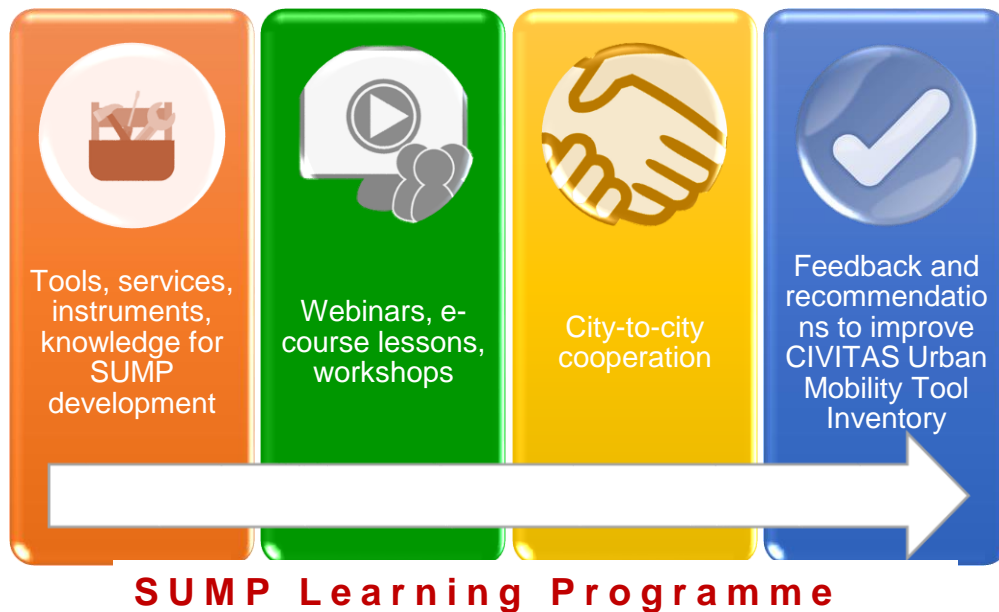 Tools, services,
instruments,
knowledge for
SUMP
development
Webinars, e-
course lessons,
workshops
City-to-city
cooperation
Feedback and
recommendatio
ns to improve
CIVITAS Urban
Mobility Tool
Inventory
SUMP Learning Programme